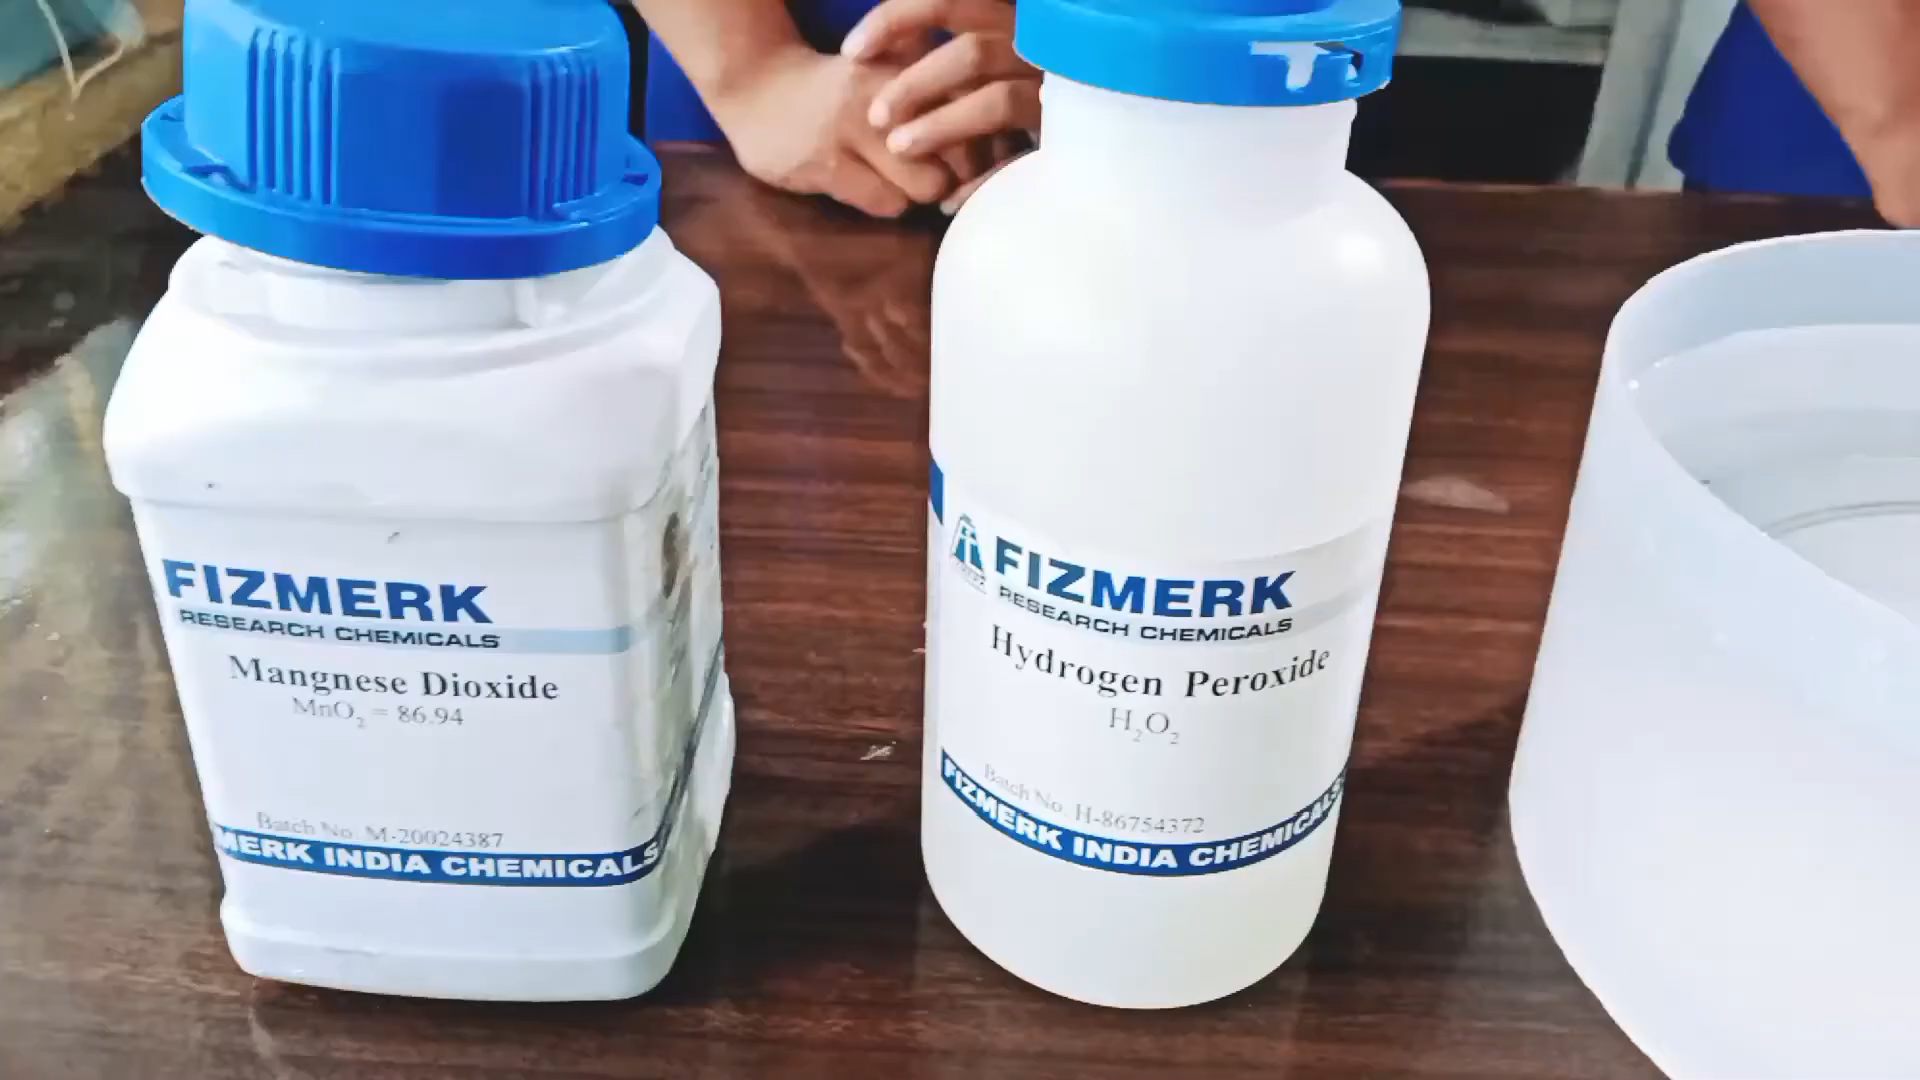 FIZMERK
RESEARCH CHEMICALS
Mangnese Dioxide
MnO₂ = 86.94
Batch No. M-20024387
MERK INDIA CHEMICALS
FIZMERK
RESEARCH CHEMICALS
Hydrogen Peroxide
H₂O₂
Batch No. H-86754372
FIZMERK INDIA CHEMICALS